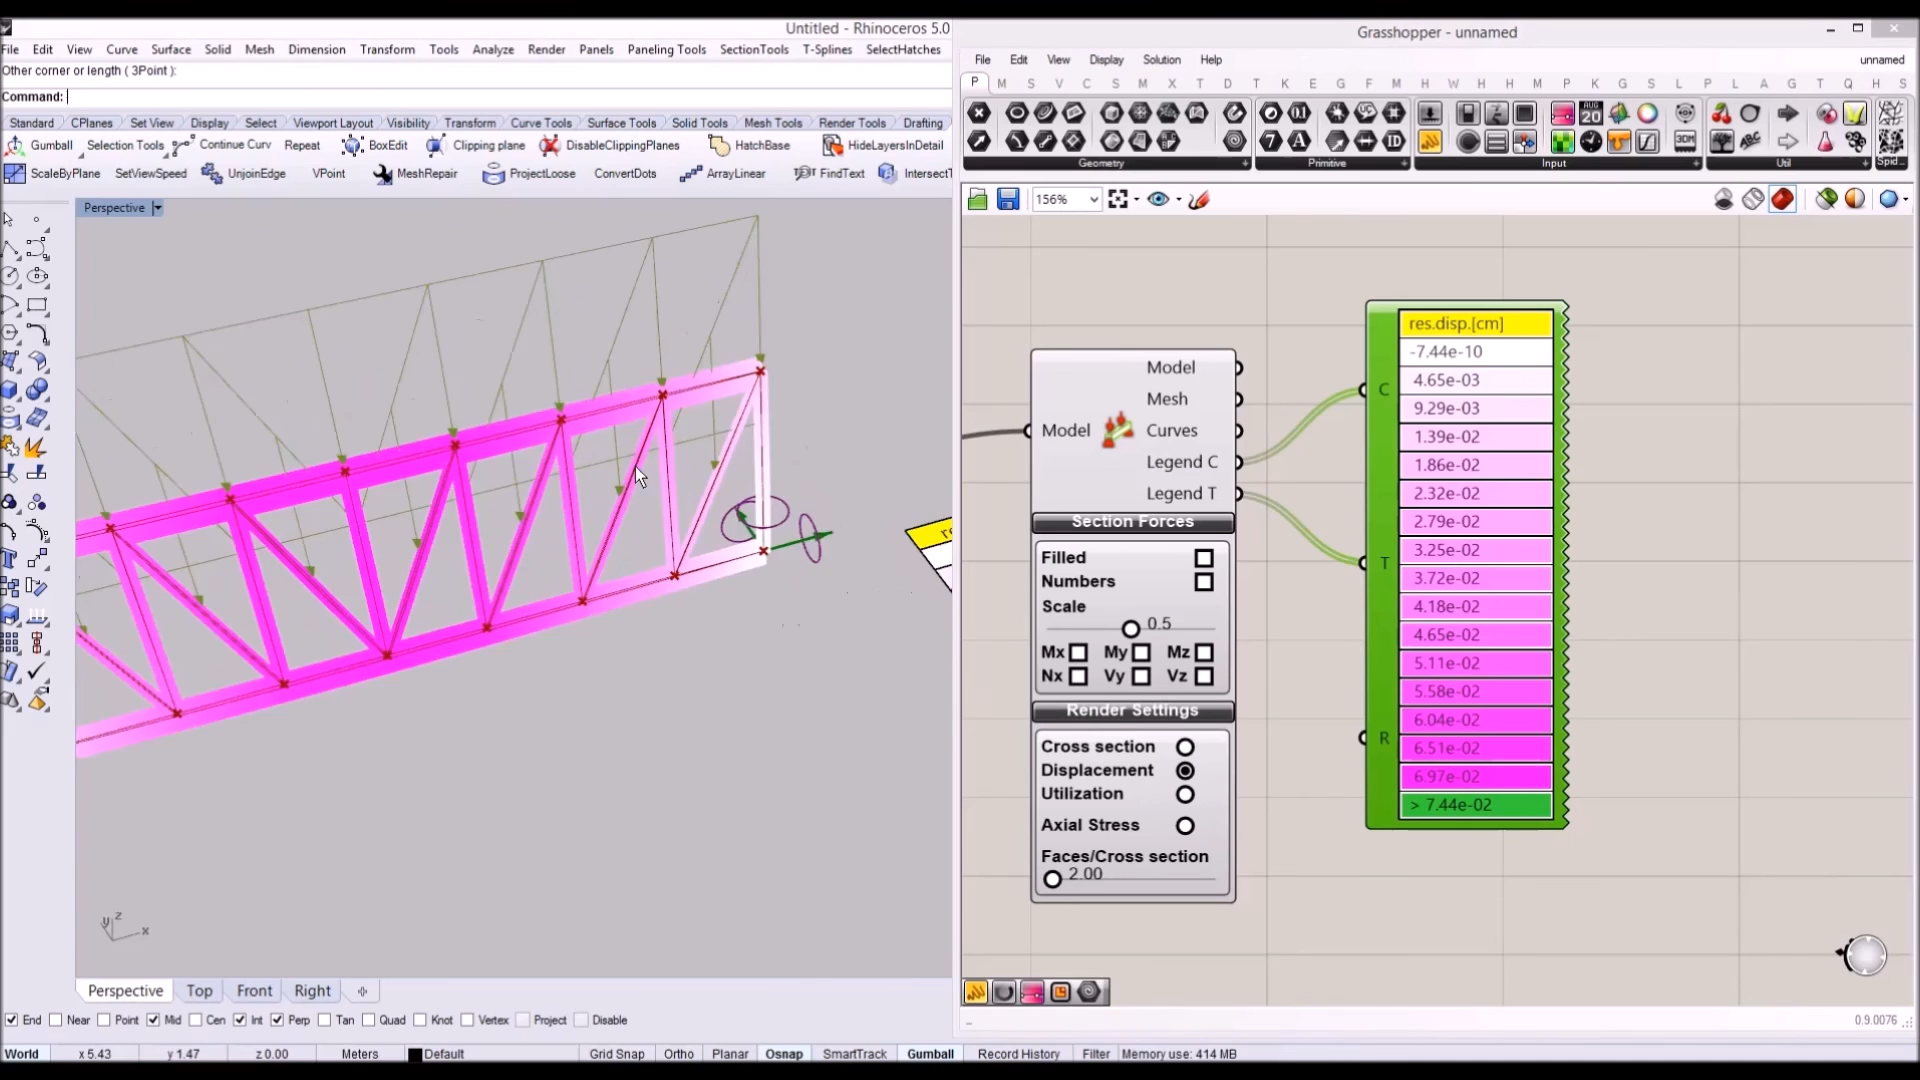 Untitled - Rhinoceros 5.0
File Edit View Curve Surface Solid Mesh Dimension Transform Tools Analyze Render Panels Paneling Tools SectionTools T-Splines SelectHatches
Other corner or length ( 3Point ):
Command:
Standard CPlanes Set View Display Select Viewport Layout Visibility Transform Curve Tools Surface Tools Solid Tools Mesh Tools Render Tools Drafting
Gumball Selection Tools Continue Curv Repeat BoxEdit Clipping plane DisableClippingPlanes HatchBase HideLayersInDetail
ScaleByPlane SetViewSpeed UnjoinEdge VPoint MeshRepair ProjectLoose ConvertDots ArrayLinear FindText IntersectT
Perspective
z
y
x
Perspective Top Front Right
End Near Point Mid Cen Int Perp Tan Quad Knot Vertex Project Disable
World x 5.43 y 1.47 z 0.00 Meters Default Grid Snap Ortho Planar Osnap SmartTrack Gumball Record History Filter Memory use: 414 MB
Grasshopper - unnamed
File Edit View Display Solution Help unnamed
P M S V C S M X T D T K E G F M H W H H M P K G S L P L A G T Q H S
Geometry Primitive Input Util Spid...
156%
Model
Model
Mesh
Curves
Legend C
Legend T
Section Forces
Filled
Numbers
Scale
0.5
Mx My Mz
Nx Vy Vz
Render Settings
Cross section
Displacement
Utilization
Axial Stress
Faces/Cross section
2.00
C
T
R
res.disp.[cm]
-7.44e-10
4.65e-03
9.29e-03
1.39e-02
1.86e-02
2.32e-02
2.79e-02
3.25e-02
3.72e-02
4.18e-02
4.65e-02
5.11e-02
5.58e-02
6.04e-02
6.51e-02
6.97e-02
> 7.44e-02
0.9.0076